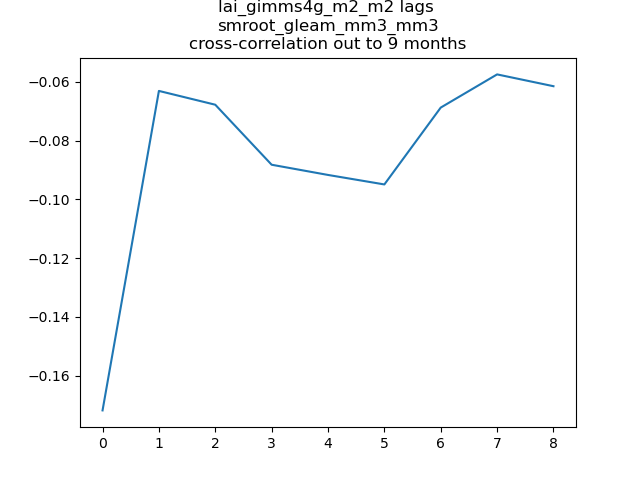 lai_gimms4g_m2_m2 lags
smroot_gleam_mm3_mm3
cross-correlation out to 9 months
−0.06
−0.08
−0.10
−0.12
−0.14
−0.16
0 1 2 3 4 5 6 7 8